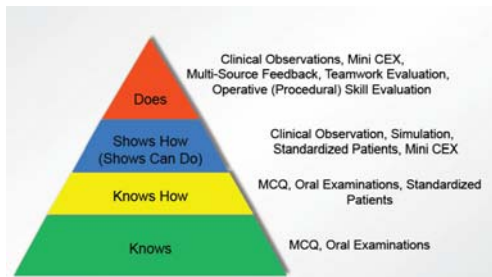 Clinical Observations, Mini CEX,
Multi-Source Feedback, Teamwork Evaluation,
Operative (Procedural) Skill Evaluation
Does
Clinical Observation, Simulation,
Standardized Patients, Mini CEX
Shows How
(Shows Can Do)
MCQ, Oral Examinations, Standardized
Patients
Knows How
MCQ, Oral Examinations
Knows